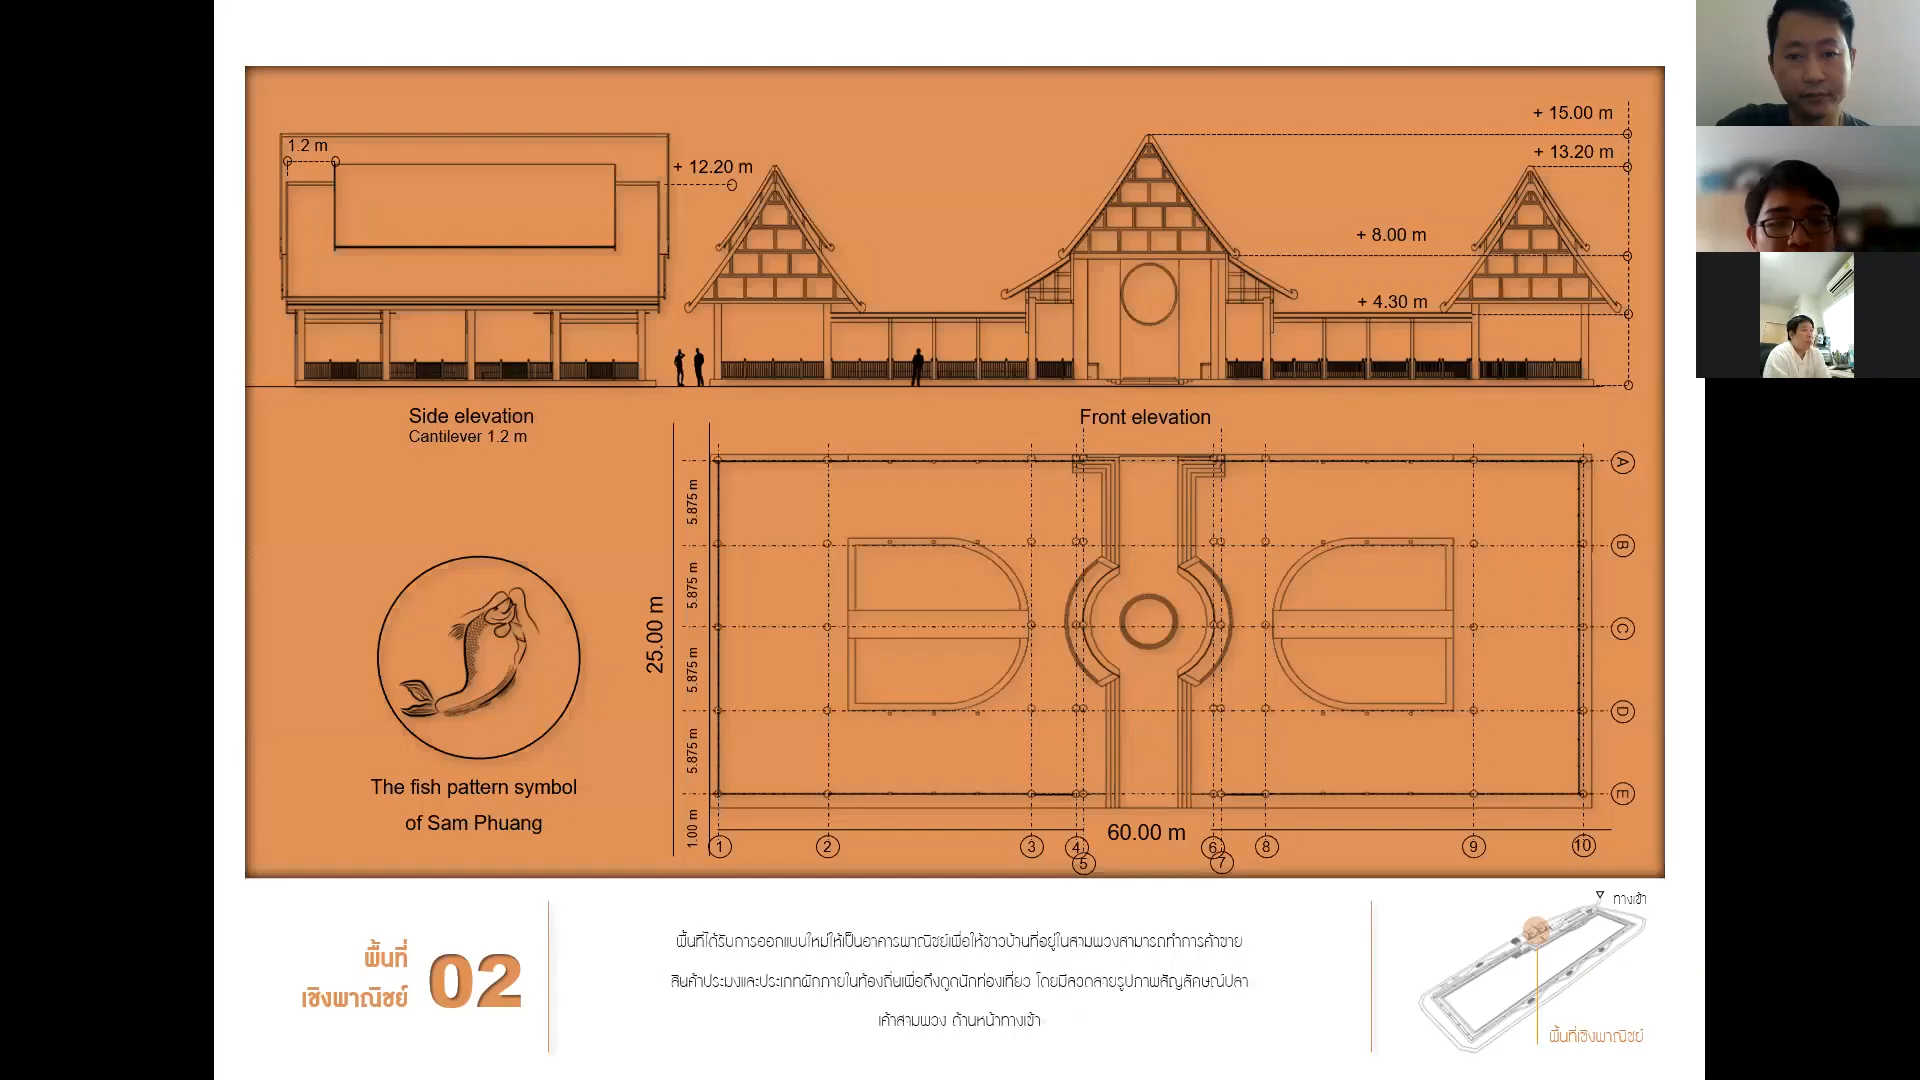 1.2 m
+ 12.20 m
+ 15.00 m
+ 13.20 m
+ 8.00 m
+ 4.30 m
Side elevation
Cantilever 1.2 m
Front elevation
5.875 m
5.875 m
5.875 m
5.875 m
1.00 m
25.00 m
A
B
C
D
E
60.00 m
1
2
3
4
5
6
7
8
9
10
The fish pattern symbol
of Sam Phuang
พื้นที่
เชิงพาณิชย์
02
พื้นที่ได้รับการออกแบบใหม่ให้เป็นอาคารพาณิชย์เพื่อให้ชาวบ้านที่อยู่ในสามพวงสามารถทำการค้าขาย
สินค้าประมงและประเภทผักภายในท้องถิ่นเพื่อดึงดูดนักท่องเที่ยว โดยมีลวดลายรูปภาพสัญลักษณ์ปลา
เค้าสามพวง ด้านหน้าทางเข้า
ทางเข้า
พื้นที่เชิงพาณิชย์